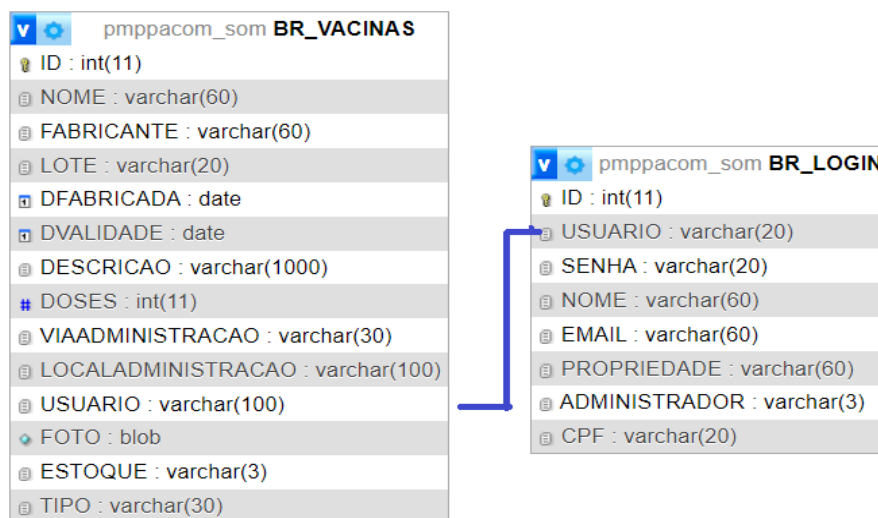 pmppacom_som BR_VACINAS
ID : int(11)
NOME : varchar(60)
FABRICANTE : varchar(60)
LOTE : varchar(20)
DFABRICADA : date
DVALIDADE : date
DESCRICAO : varchar(1000)
# DOSES : int(11)
VIAADMINISTRACAO : varchar(30)
LOCALADMINISTRAÇÃO : varchar(100)
USUARIO : varchar(100)
FOTO : blob
ESTOQUE : varchar(3)
TIPO : varchar(30)
pmppacom_som BR_LOGIN
ID : int(11)
USUARIO : varchar(20)
SENHA : varchar(20)
NOME : varchar(60)
EMAIL : varchar(60)
PROPRIEDADE : varchar(60)
ADMINISTRADOR : varchar(3)
CPF : varchar(20)